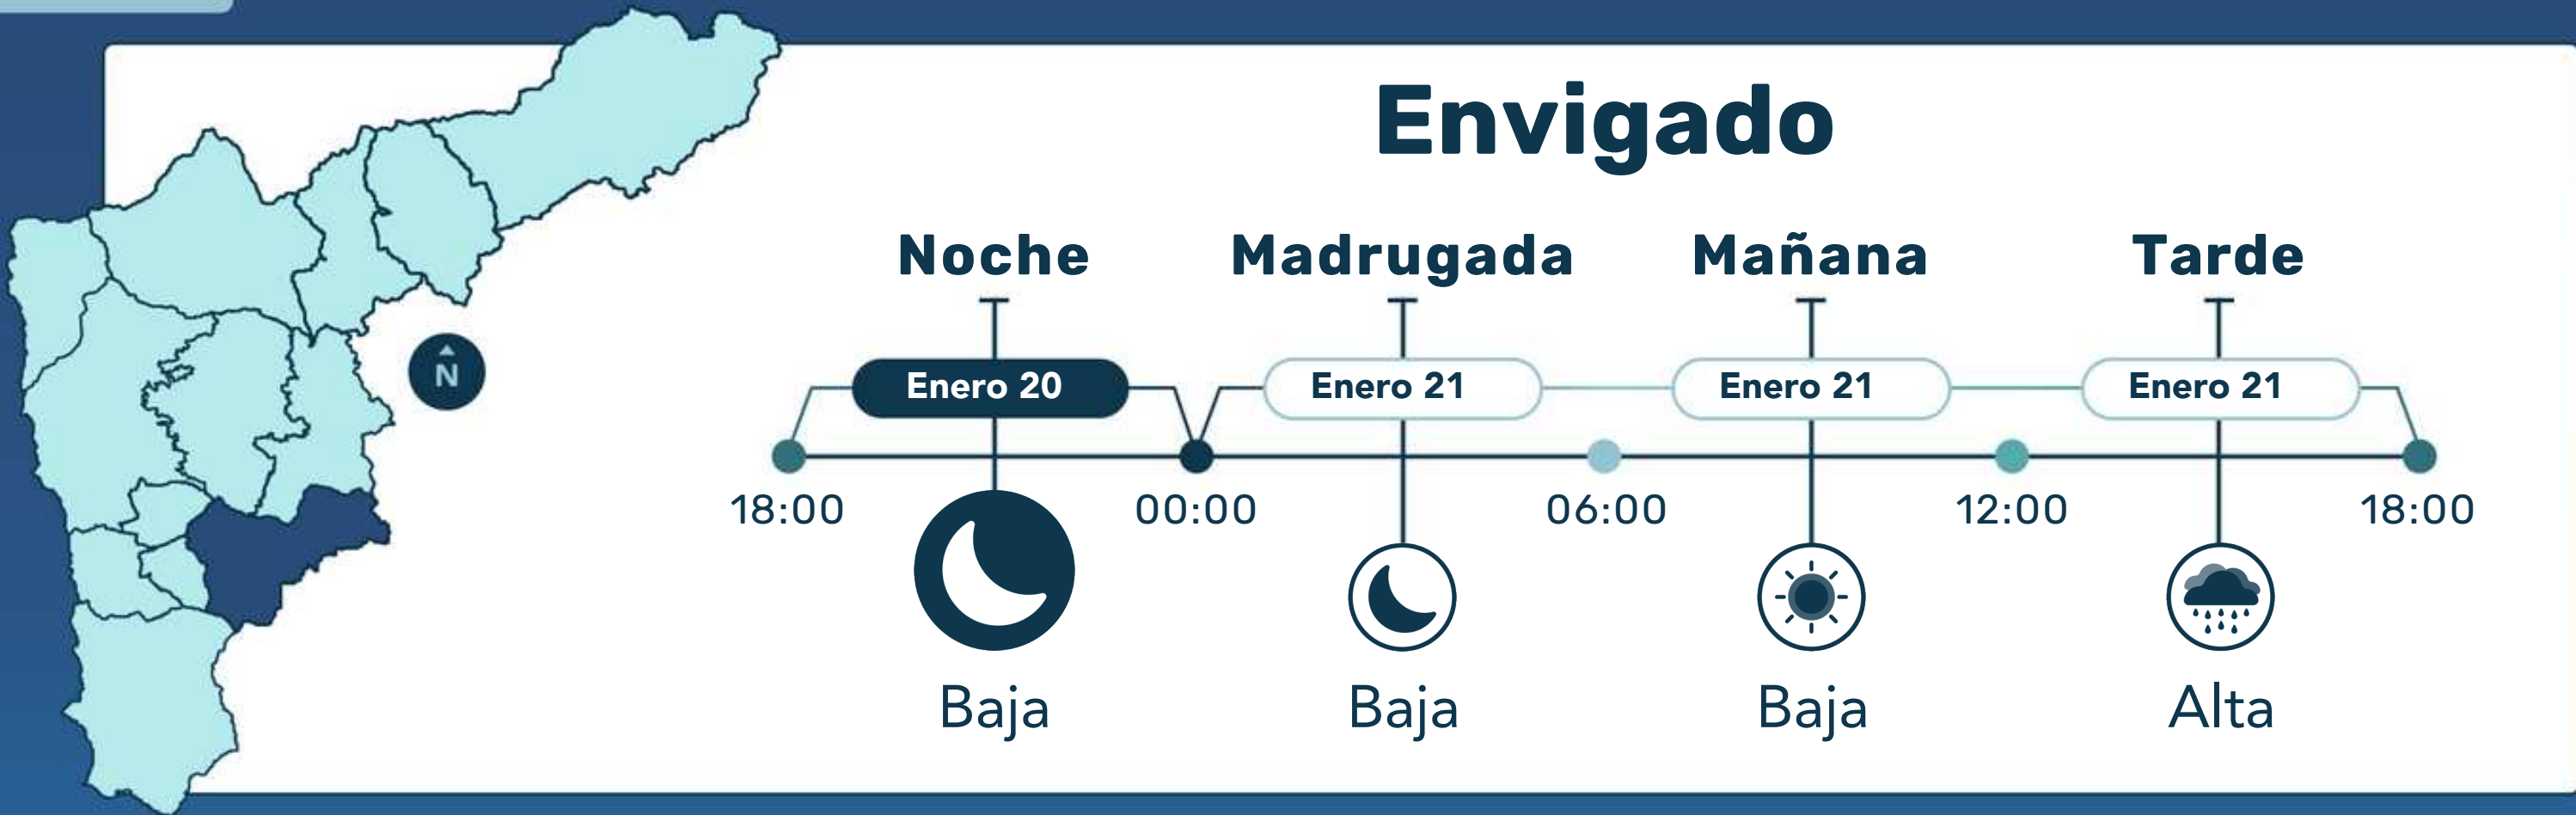 Envigado
Noche Madrugada Mañana Tarde
Enero 20 Enero 21 Enero 21 Enero 21
N
18:00 00:00 06:00 12:00 18:00
Baja Baja Baja Alta